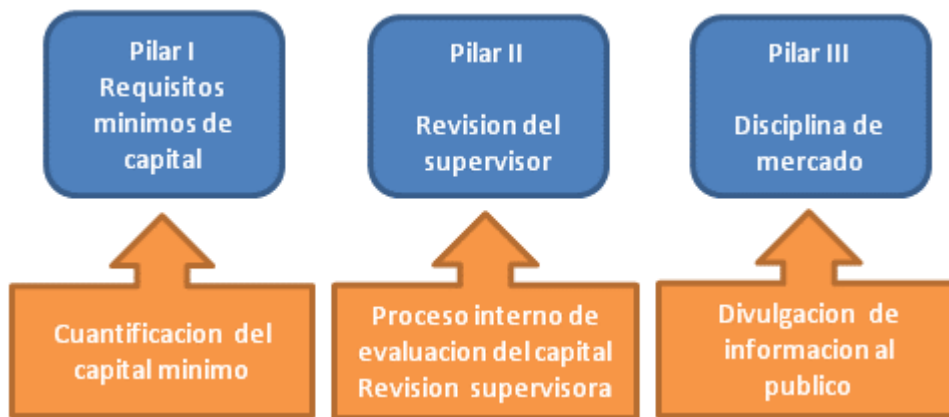 Pilar I
Requisitos
minimos de
capital
Pilar II
Revision del
supervisor
Pilar III
Disciplina de
mercado
Cuantificacion del
capital minimo
Proceso interno de
evaluacion del capital
Revision supervisora
Divulgacion de
informacion al
publico